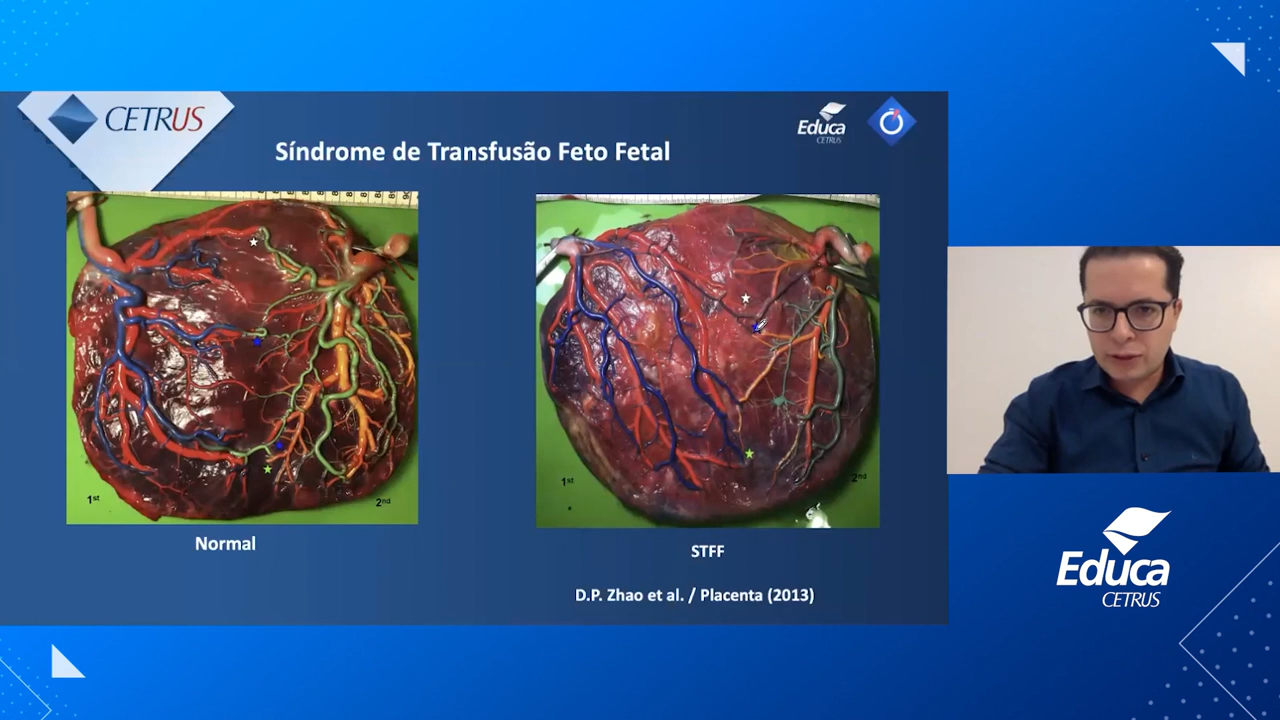 CETRUS
Educa
CETRUS
Síndrome de Transfusão Feto Fetal
1st
2nd
1st
2nd
Normal
STFF
D.P. Zhao et al. / Placenta (2013)
Educa
CETRUS